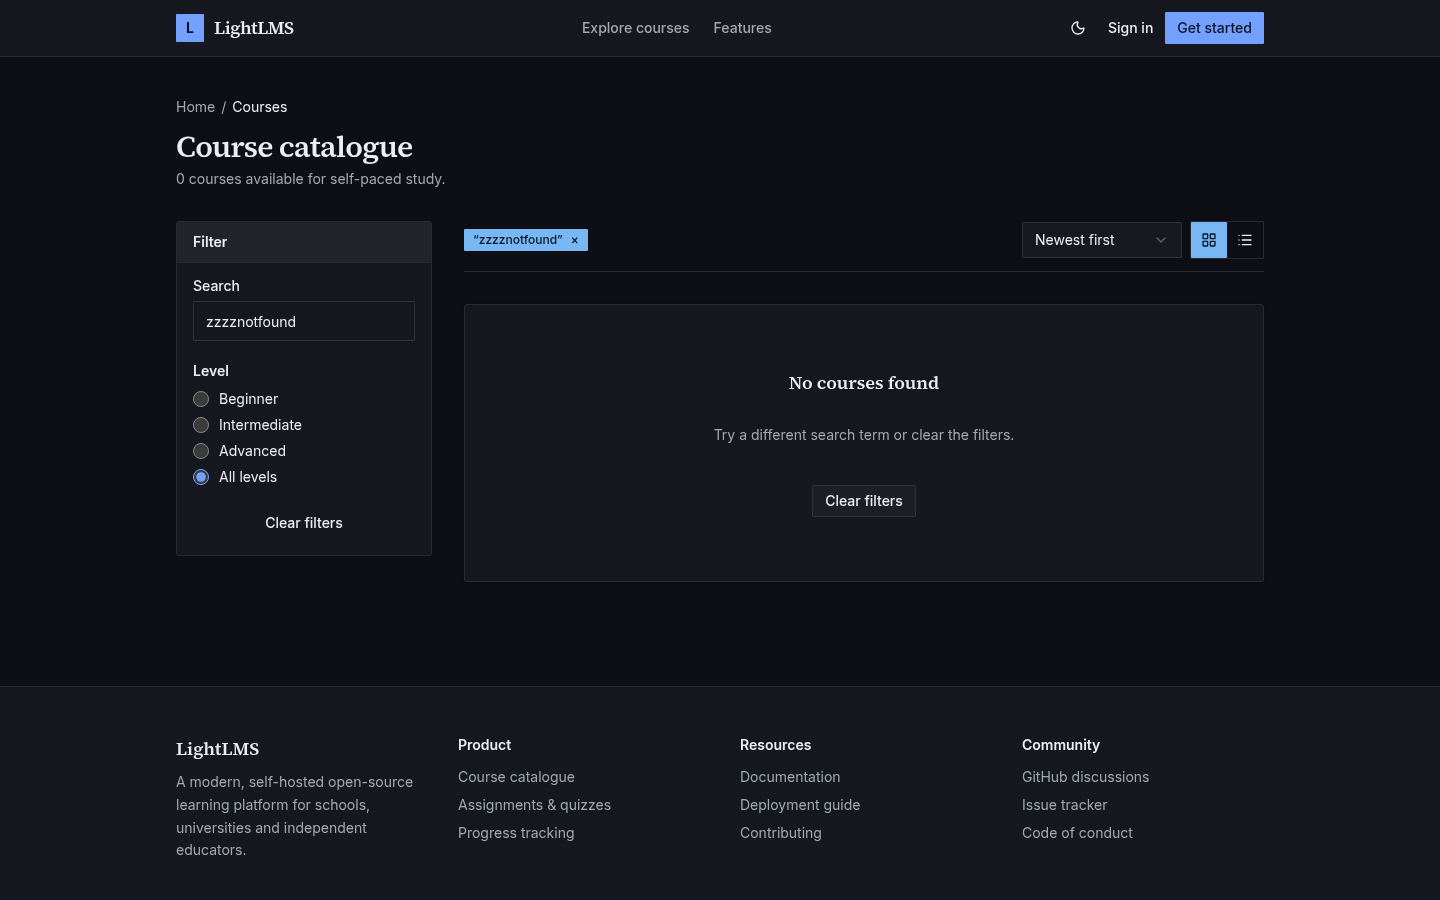 L LightLMS
Explore courses
Features
Sign in
Get started
Home / Courses
Course catalogue
0 courses available for self-paced study.
Filter
Search
zzzznotfound
Level
Beginner
Intermediate
Advanced
All levels
Clear filters
“zzzznotfound” ×
Newest first
No courses found
Try a different search term or clear the filters.
Clear filters
LightLMS
A modern, self-hosted open-source
learning platform for schools,
universities and independent
educators.
Product
Course catalogue
Assignments & quizzes
Progress tracking
Resources
Documentation
Deployment guide
Contributing
Community
GitHub discussions
Issue tracker
Code of conduct